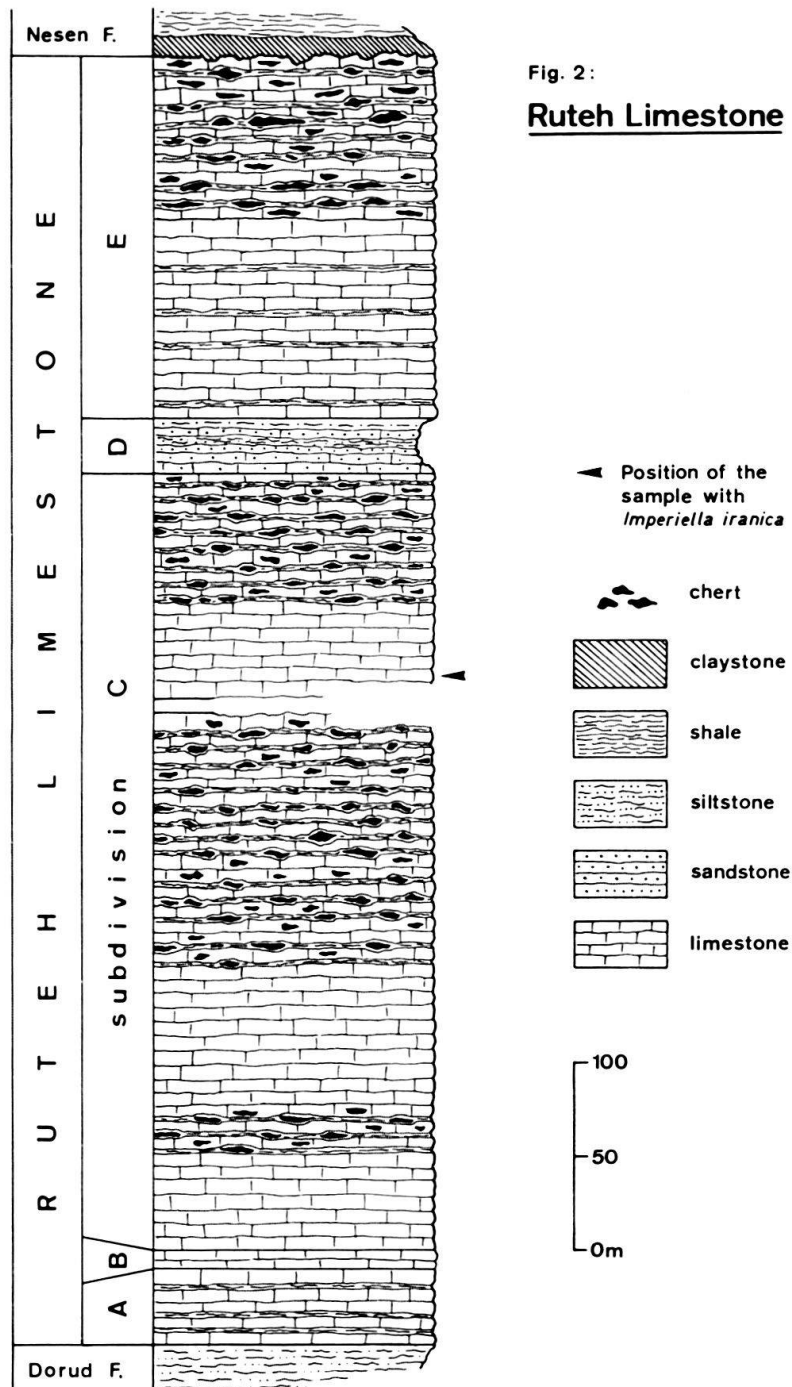 Nesen F.
Fig. 2:
Ruteh Limestone
RUTEH LIMESTONE
subdivision
E
D
C
B
A
Dorud F.
Position of the
sample with
Imperiella iranica
chert
claystone
shale
siltstone
sandstone
limestone
100
50
0m